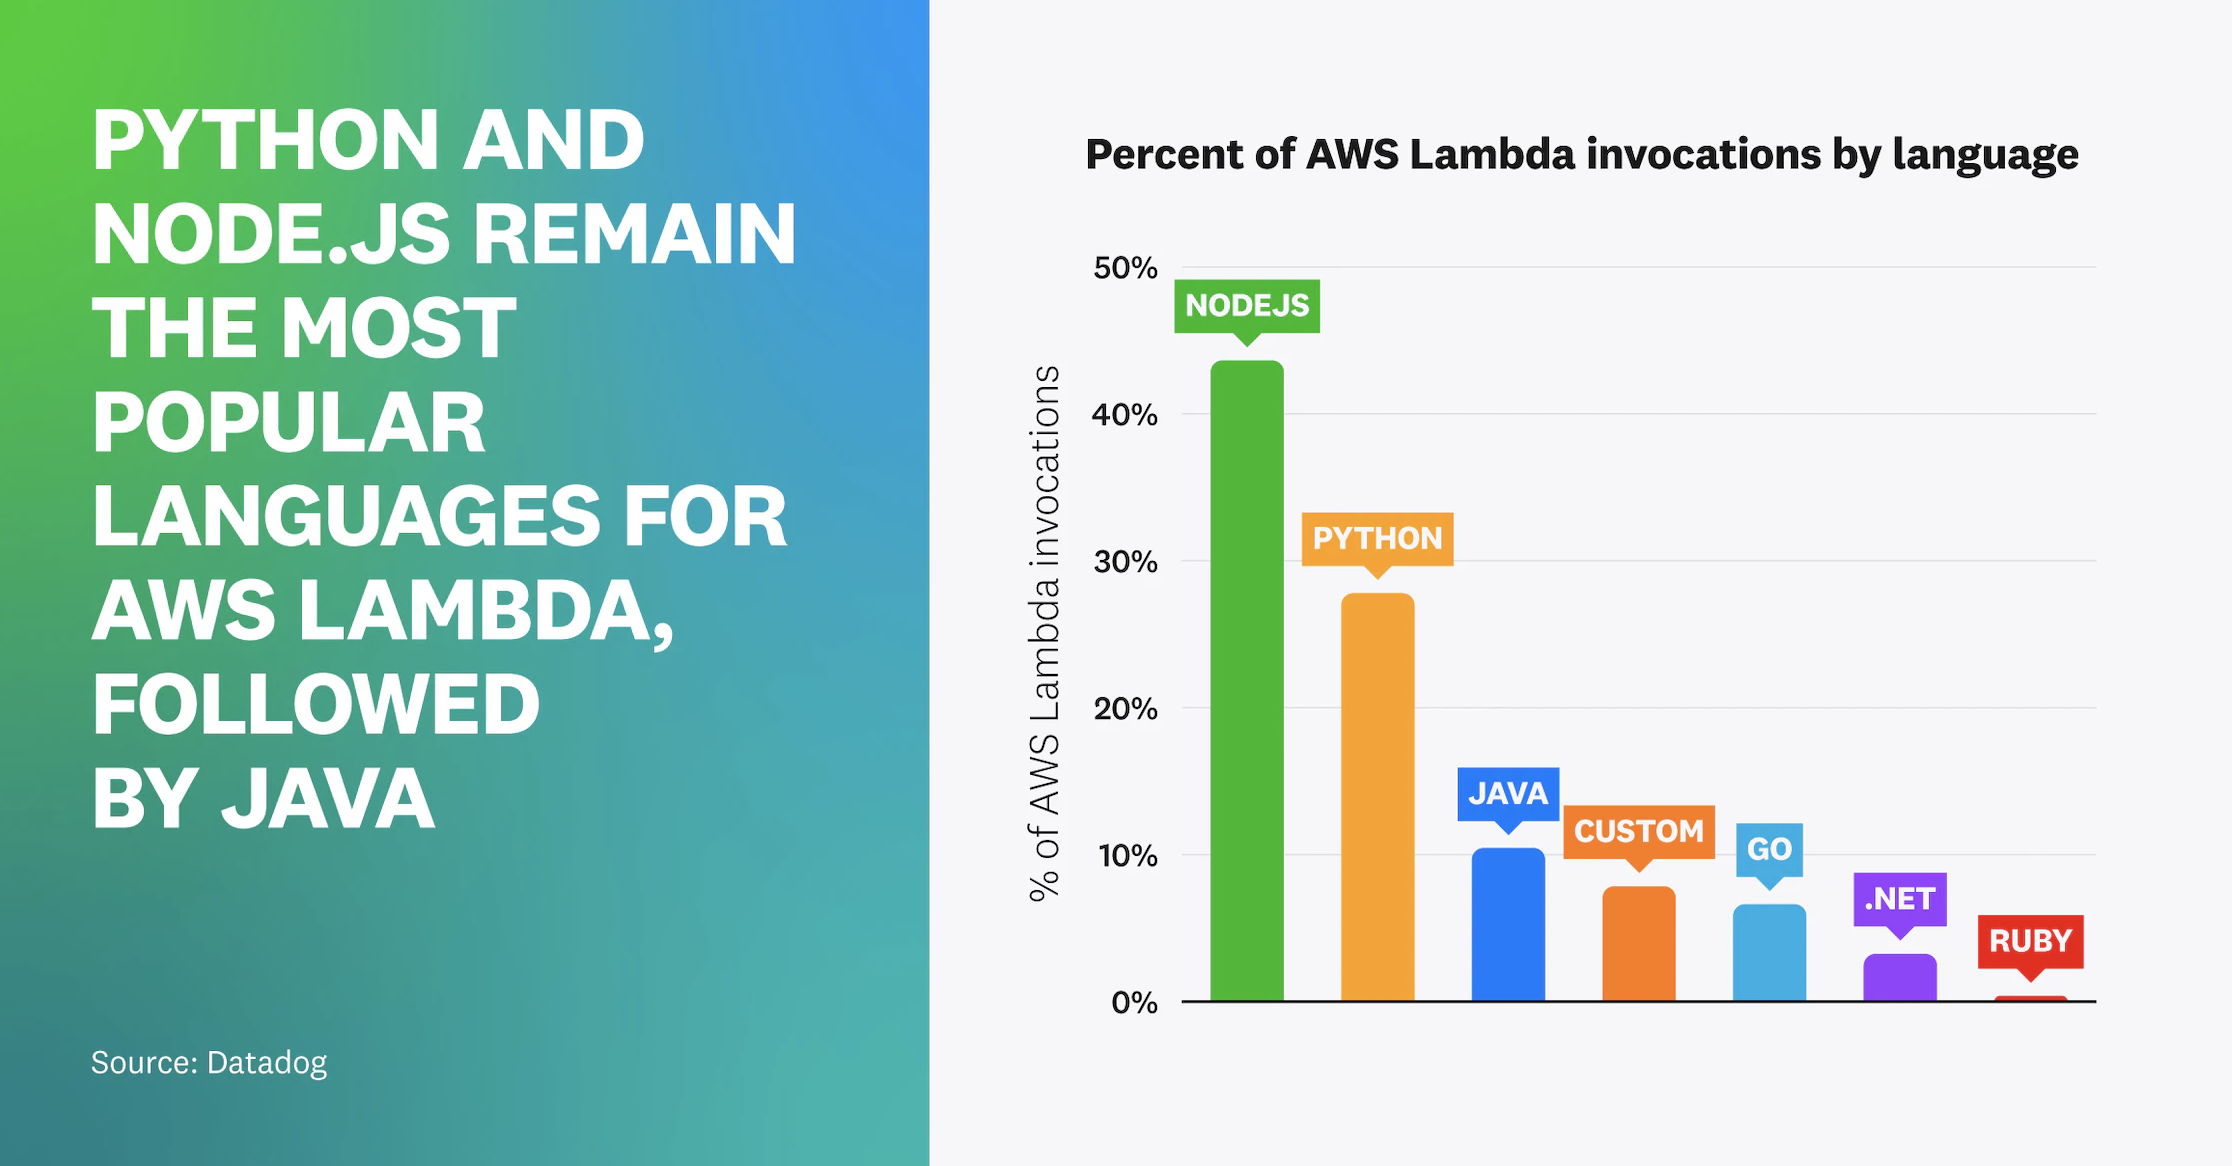 PYTHON AND
NODE.JS REMAIN
THE MOST
POPULAR
LANGUAGES FOR
AWS LAMBDA,
FOLLOWED
BY JAVA
Source: Datadog
Percent of AWS Lambda invocations by language
% of AWS Lambda invocations
50%
40%
30%
20%
10%
0%
NODEJS
PYTHON
JAVA
CUSTOM
GO
.NET
RUBY